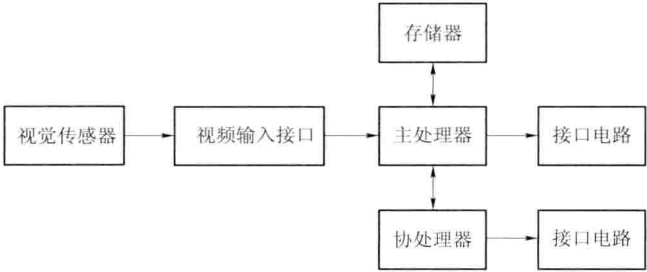 存储器
视觉传感器
视频输入接口
主处理器
接口电路
协处理器
接口电路